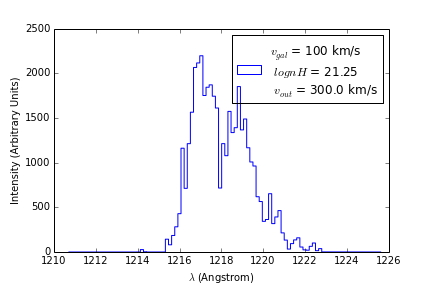 2500
2000
1500
1000
500
0
Intensity (Arbitrary Units)
v_gal = 100 km/s
lognH = 21.25
v_out = 300.0 km/s
1210 1212 1214 1216 1218 1220 1222 1224 1226
λ (Angstrom)